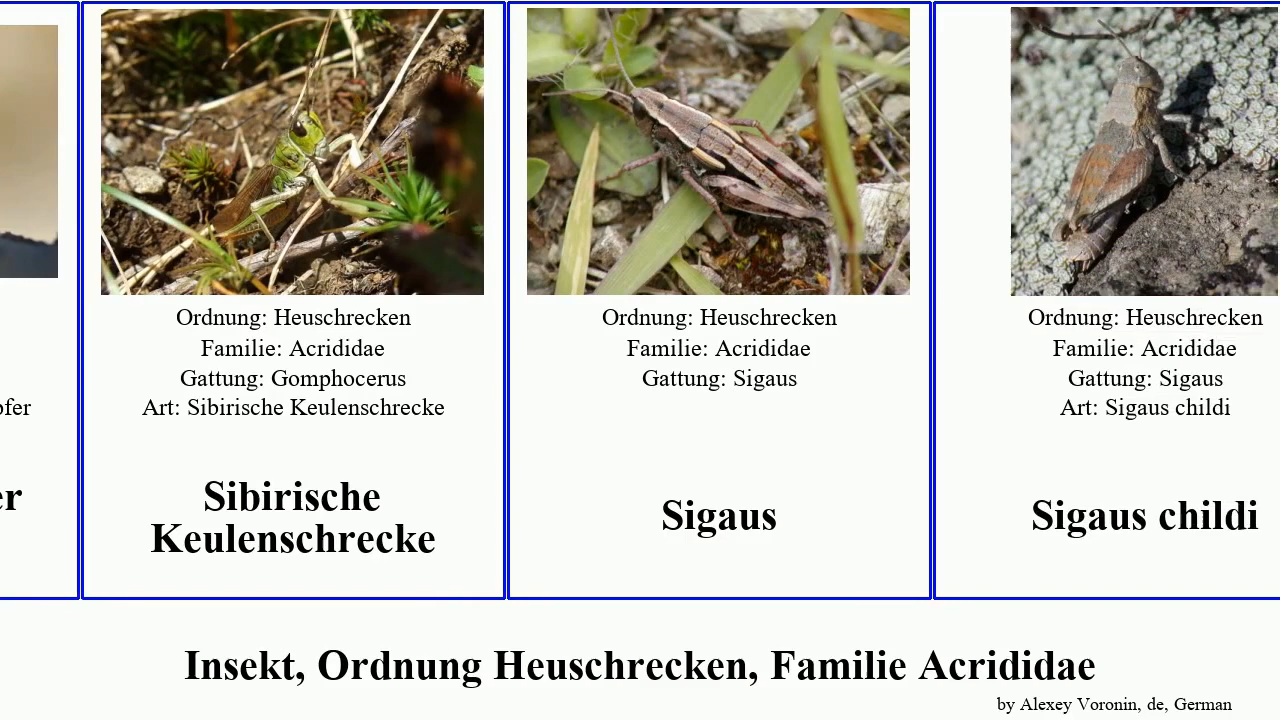 Ordnung: Heuschrecken
Familie: Acrididae
Gattung: Gomphocerus
Art: Sibirische Keulenschrecke
Sibirische
Keulenschrecke
Ordnung: Heuschrecken
Familie: Acrididae
Gattung: Sigaus
Sigaus
Ordnung: Heuschrecken
Familie: Acrididae
Gattung: Sigaus
Art: Sigaus childi
Sigaus childi
Insekt, Ordnung Heuschrecken, Familie Acrididae
by Alexey Voronin, de, German